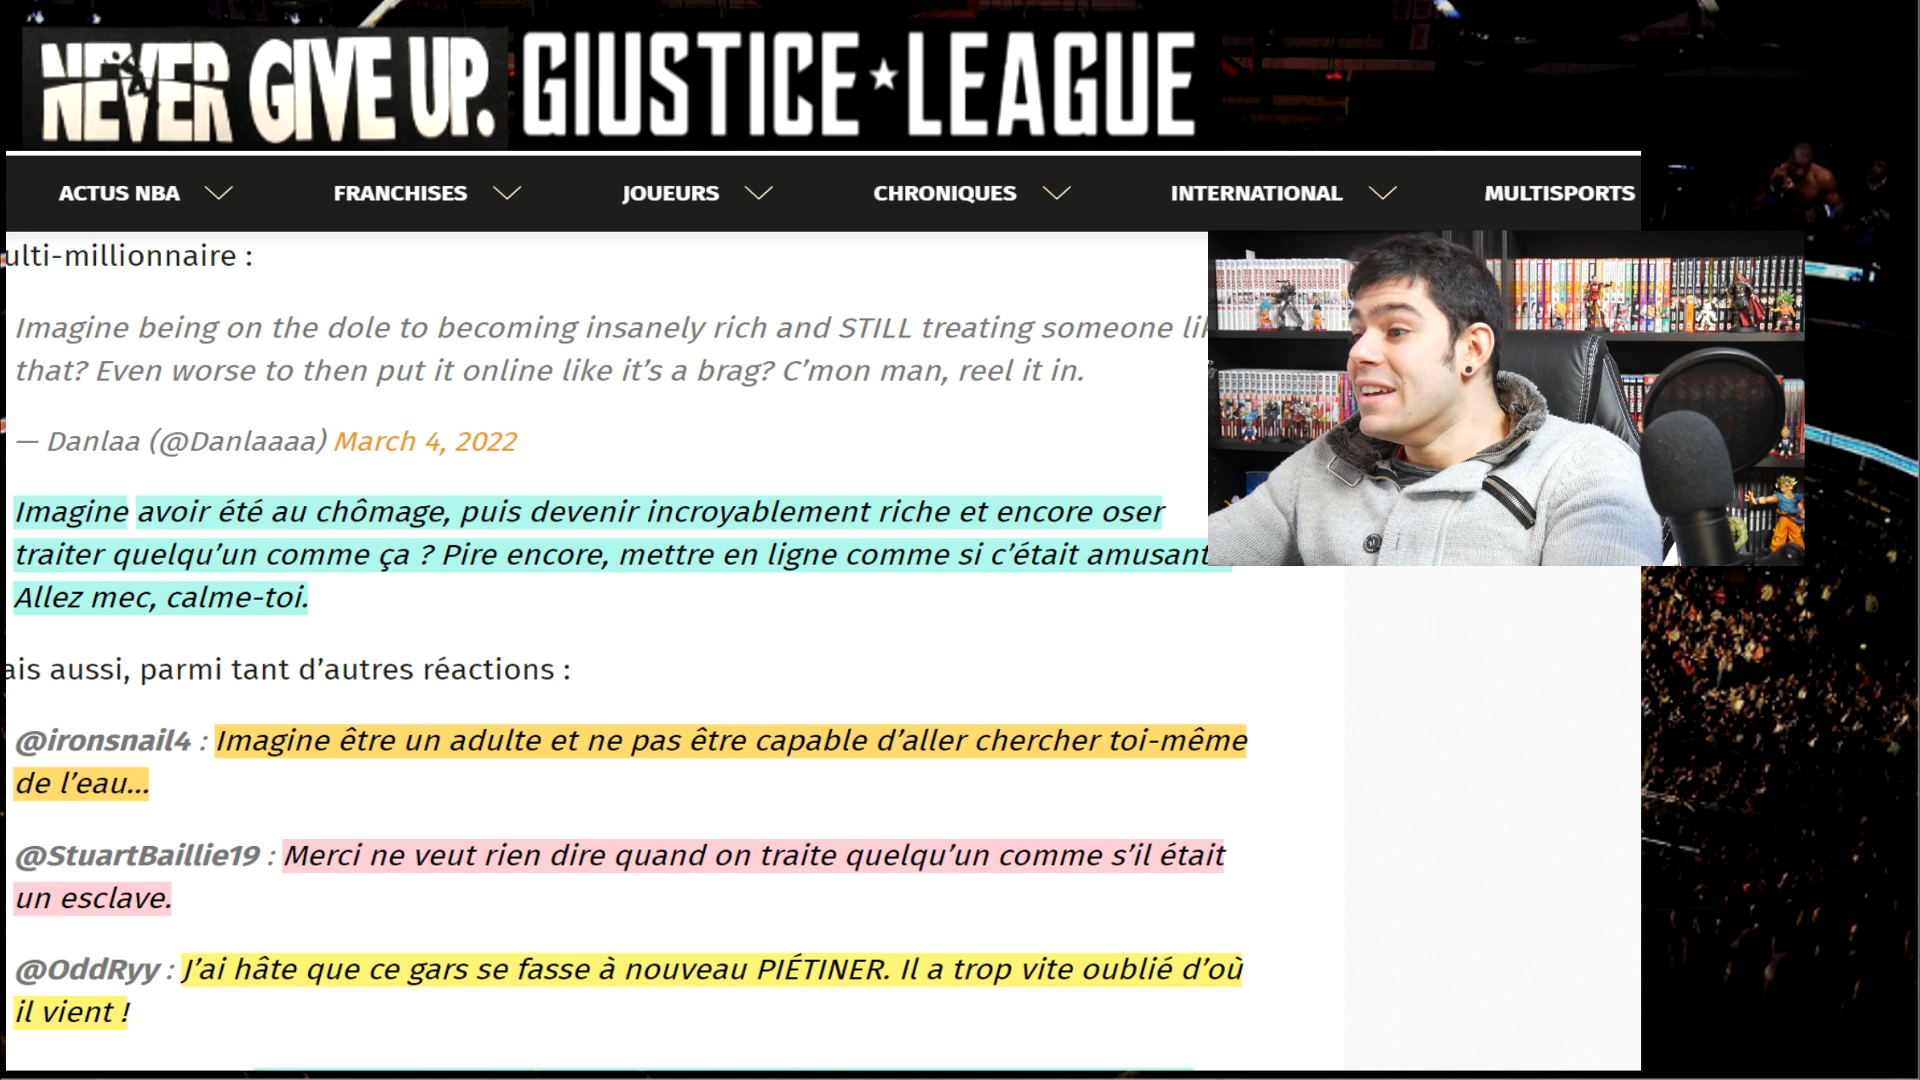 NEVER GIVE UP. GIUSTICE★LEAGUE
ACTUS NBA FRANCHISES JOUEURS CHRONIQUES INTERNATIONAL MULTISPORTS
ulti-millionnaire :
Imagine being on the dole to becoming insanely rich and STILL treating someone li
that? Even worse to then put it online like it’s a brag? C’mon man, reel it in.
— Danlaa (@Danlaaaa) March 4, 2022
Imagine avoir été au chômage, puis devenir incroyablement riche et encore oser
traiter quelqu’un comme ça ? Pire encore, mettre en ligne comme si c’était amusant
Allez mec, calme-toi.
ais aussi, parmi tant d’autres réactions :
@ironsnail4 : Imagine être un adulte et ne pas être capable d’aller chercher toi-même
de l’eau…
@StuartBaillie19 : Merci ne veut rien dire quand on traite quelqu’un comme s’il était
un esclave.
@OddRyy : J’ai hâte que ce gars se fasse à nouveau PIÉTINER. Il a trop vite oublié d’où
il vient !